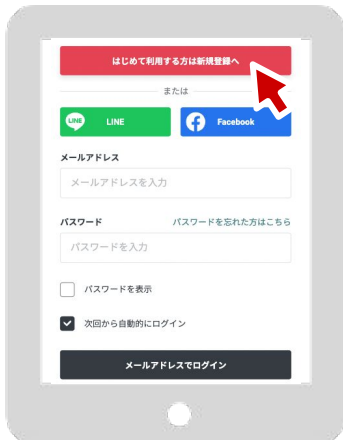 はじめて利用する方は新規登録へ
または
LINE LINE
Facebook
メールアドレス
メールアドレスを入力
パスワード パスワードを忘れた方はこちら
パスワードを入力
パスワードを表示
次回から自動的にログイン
メールアドレスでログイン